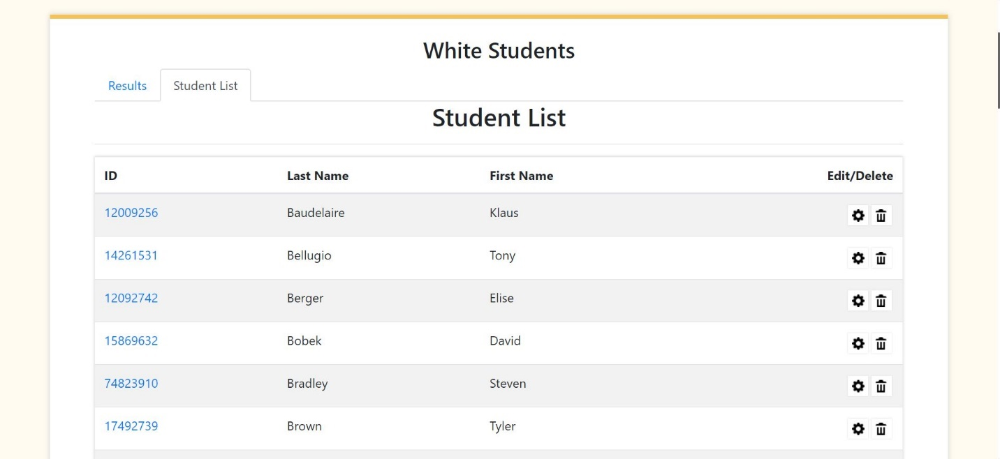 White Students
Results Student List
Student List
ID Last Name First Name Edit/Delete
12009256 Baudelaire Klaus
14261531 Bellugio Tony
12092742 Berger Elise
15869632 Bobek David
74823910 Bradley Steven
17492739 Brown Tyler